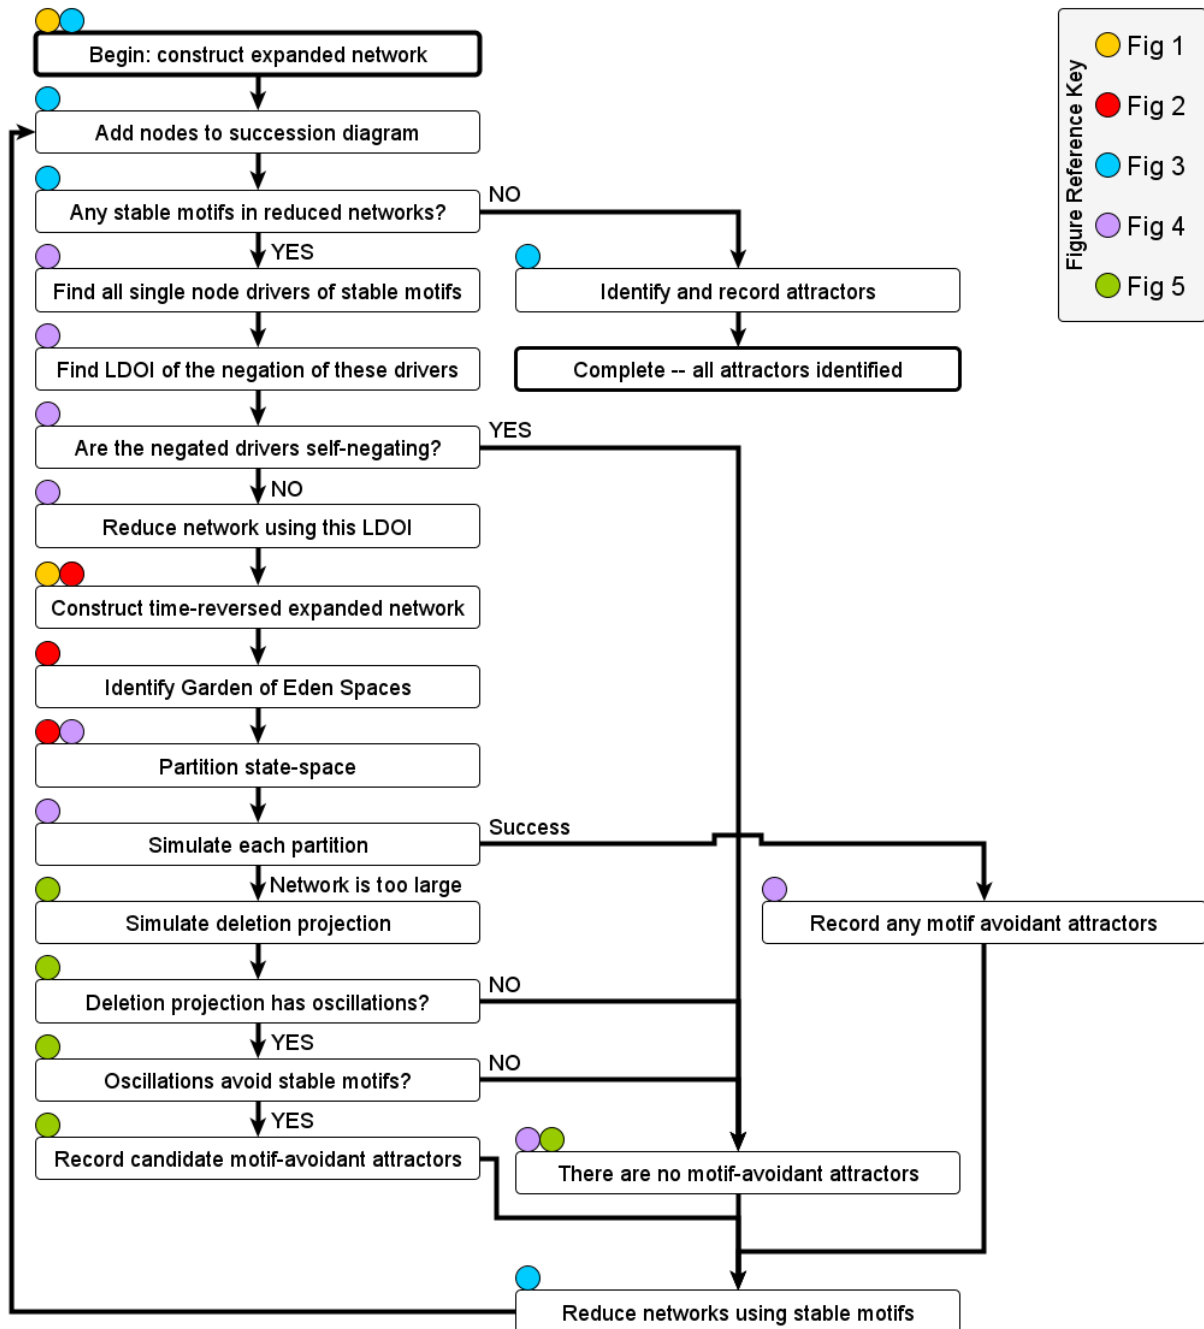 Begin: construct expanded network
Add nodes to succession diagram
Any stable motifs in reduced networks?
NO
YES
Find all single node drivers of stable motifs
Identify and record attractors
Find LDOI of the negation of these drivers
Complete -- all attractors identified
Are the negated drivers self-negating?
YES
NO
Reduce network using this LDOI
Construct time-reversed expanded network
Identify Garden of Eden Spaces
Partition state-space
Simulate each partition
Success
Network is too large
Simulate deletion projection
Record any motif avoidant attractors
Deletion projection has oscillations?
NO
YES
Oscillations avoid stable motifs?
NO
YES
Record candidate motif-avoidant attractors
There are no motif-avoidant attractors
Reduce networks using stable motifs
Figure Reference Key
Fig 1
Fig 2
Fig 3
Fig 4
Fig 5